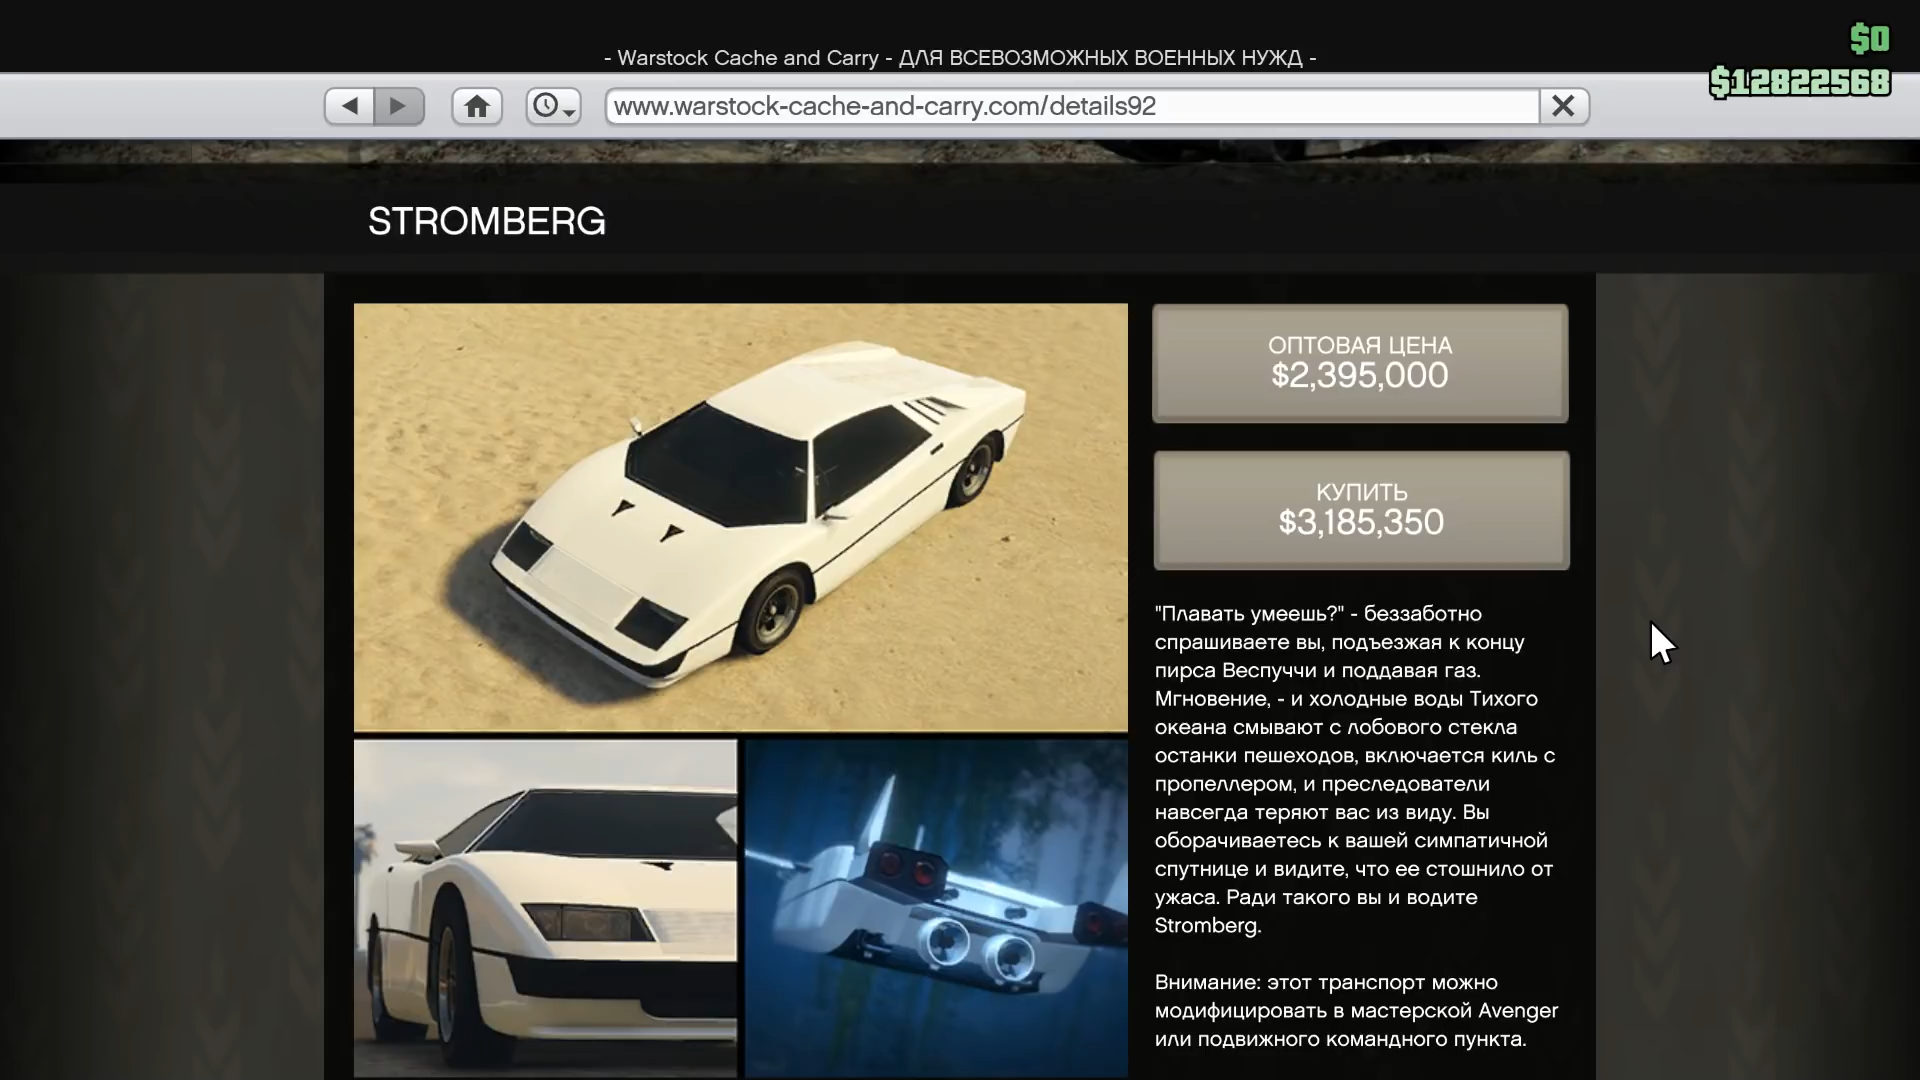 - Warstock Cache and Carry - ДЛЯ ВСЕВОЗМОЖНЫХ ВОЕННЫХ НУЖД -
$0
$12822568
www.warstock-cache-and-carry.com/details92
STROMBERG
ОПТОВАЯ ЦЕНА
$2,395,000
КУПИТЬ
$3,185,350
"Плавать умеешь?" - беззаботно
спрашиваете вы, подъезжая к концу
пирса Веспуччи и поддавая газ.
Мгновение, - и холодные воды Тихого
океана смывают с лобового стекла
останки пешеходов, включается киль с
пропеллером, и преследователи
навсегда теряют вас из виду. Вы
оборачиваетесь к вашей симпатичной
спутнице и видите, что ее стошнило от
ужаса. Ради такого вы и водите
Stromberg.
Внимание: этот транспорт можно
модифицировать в мастерской Avenger
или подвижного командного пункта.